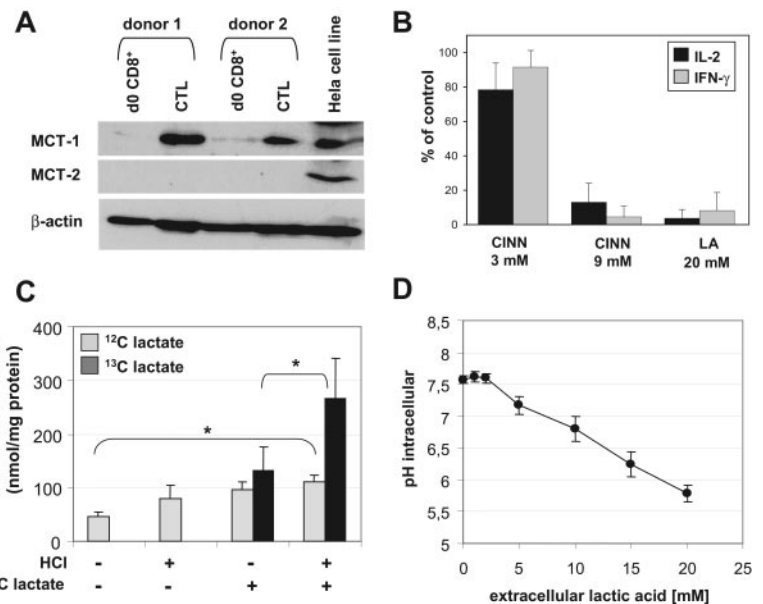 A
donor 1
donor 2
d0 CD8+
CTL
d0 CD8+
CTL
Hela cell line
MCT-1
MCT-2
β-actin
B
% of control
100
80
60
40
20
0
IL-2
IFN-γ
CINN
3 mM
CINN
9 mM
LA
20 mM
C
(nmol/mg protein)
400
300
200
100
0
12C lactate
13C lactate
*
*
HCl - + - +
C lactate - - + +
D
pH intracellular
8,5
8
7,5
7
6,5
6
5,5
5
0 5 10 15 20 25
extracellular lactic acid [mM]